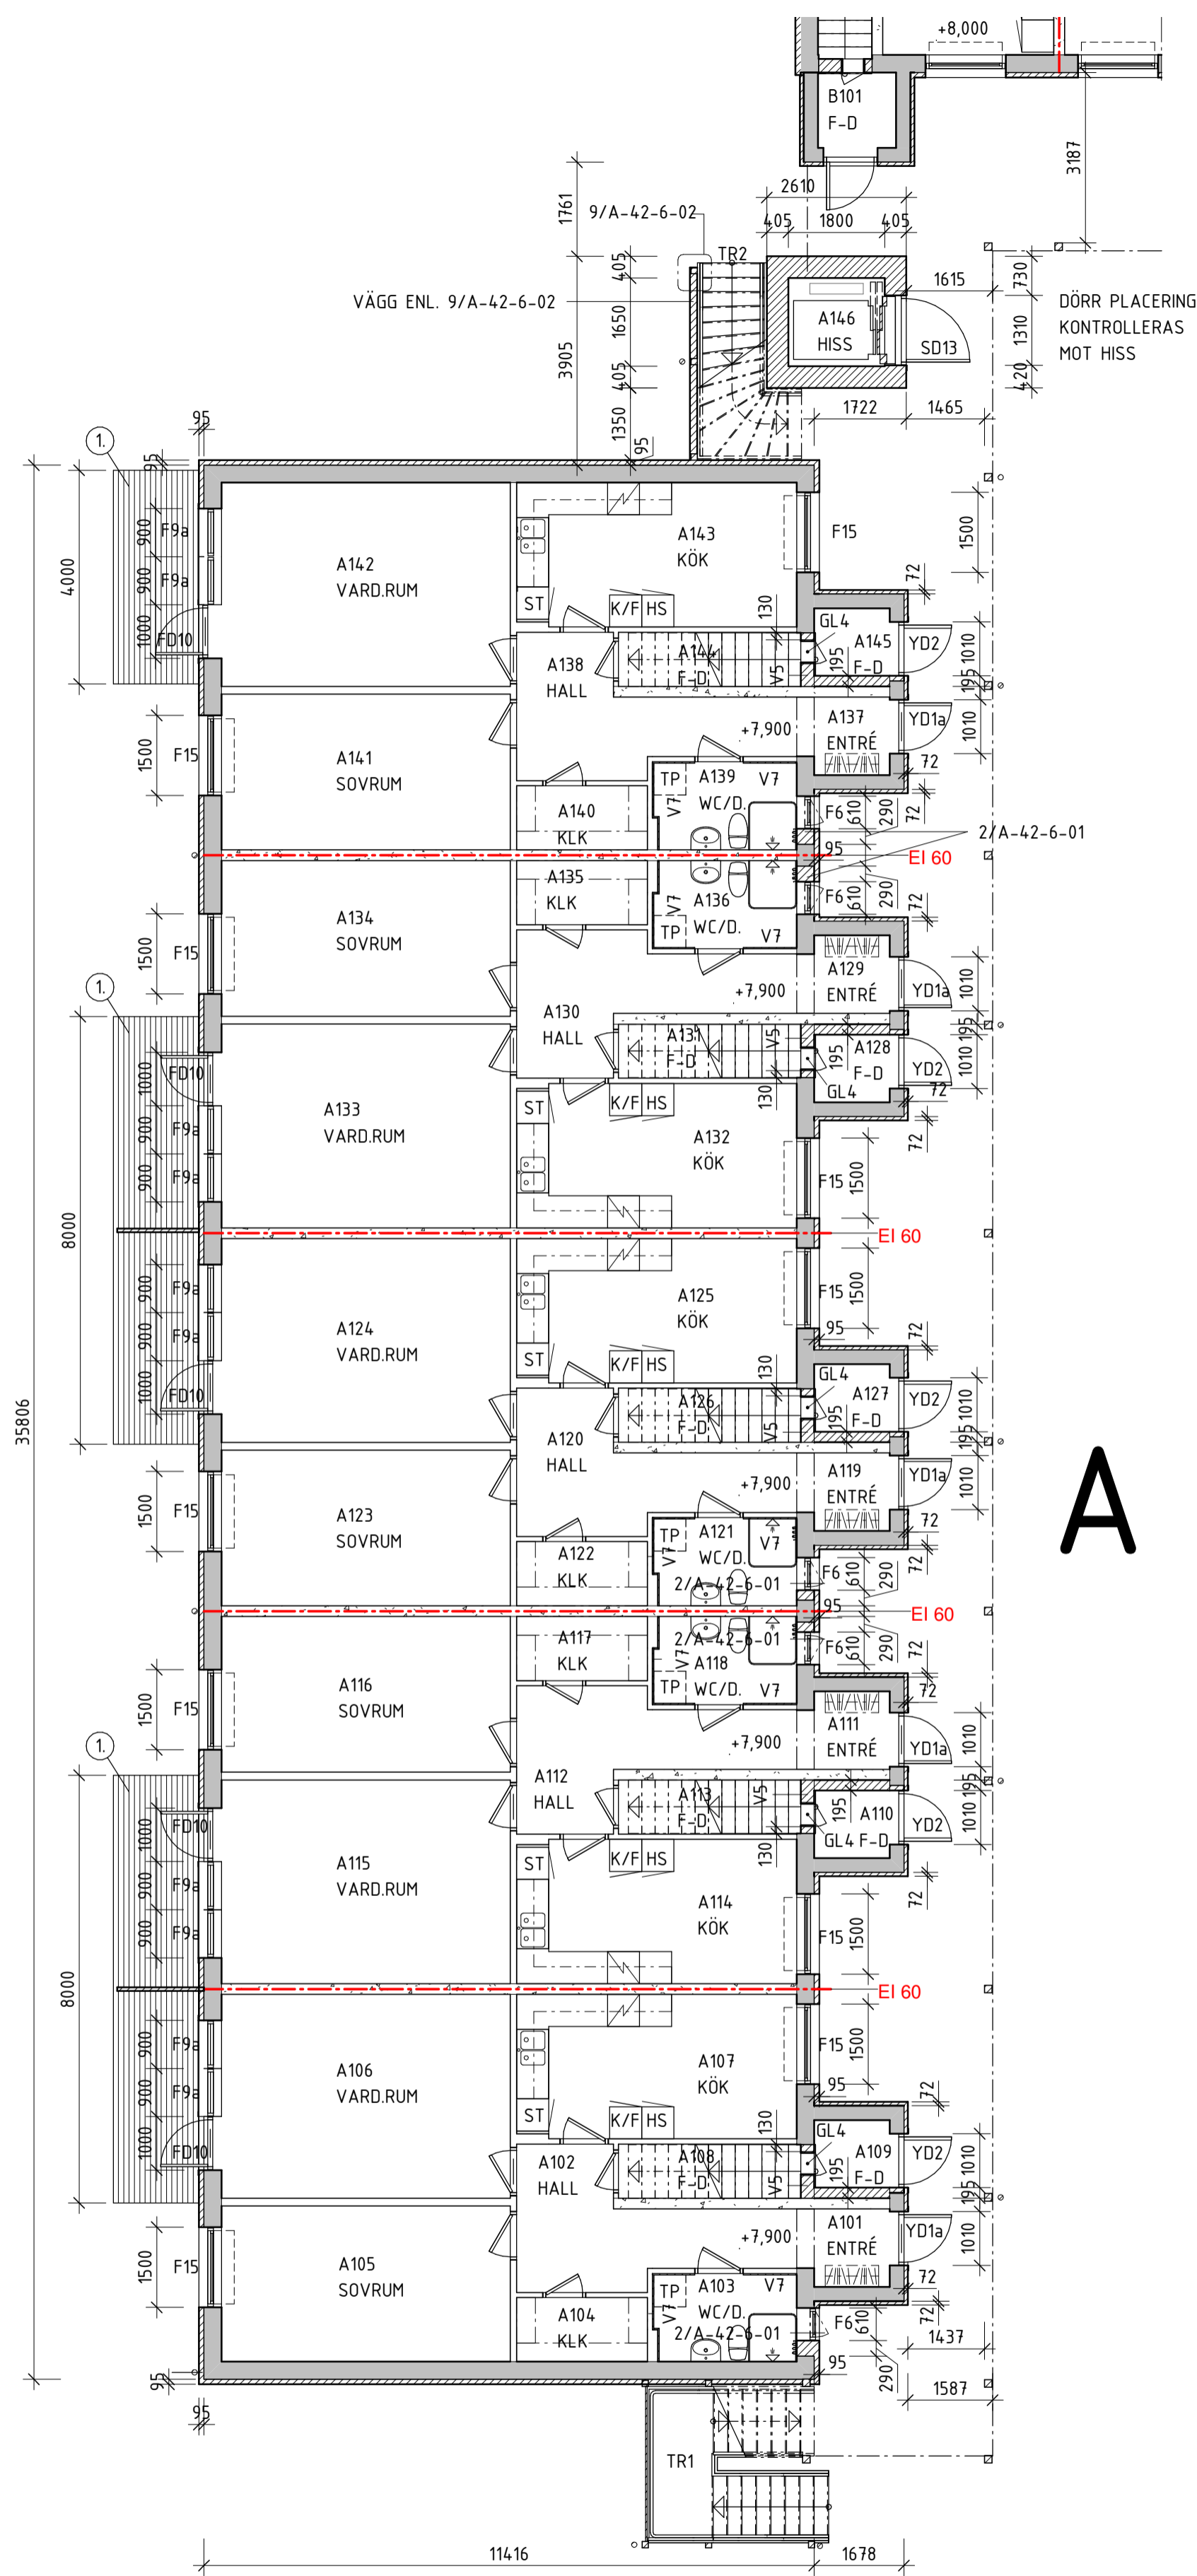 +8,000
B101
F-D
3187
2610
1761
9/A-42-6-02
405
1800
405
TR2
405
1615
730
VÄGG ENL. 9/A-42-6-02
1650
3905
A146
HISS
SD13
1310
DÖRR PLACERING
KONTROLLERAS
MOT HISS
405
420
1350
1722
1465
95
95
1.
95
900
F9a
A143
KÖK
F15
1500
4000
A142
VARD.RUM
900
F9a
72
ST
K/F
HS
130
GL4
1000
FD10
A138
HALL
A144
F-D
V5
195
A145
F-D
YD2
1010
195
+7,900
A137
ENTRÉ
YD1a
1010
1500
F15
A141
SOVRUM
72
TP
V7
A139
WC/D.
V7
A140
KLK
F6
610
290
72
2/A-42-6-01
95
EI 60
A135
KLK
F6
610
290
A134
SOVRUM
V7
A136
WC/D.
TP
V7
72
1500
F15
1.
+7,900
A129
ENTRÉ
YD1a
1010
A130
HALL
195
A131
F-D
V5
195
A128
F-D
YD2
1010
1000
FD10
130
GL4
72
ST
K/F
HS
A133
VARD.RUM
900
F9a
A132
KÖK
72
900
F9a
F15
1500
8000
EI 60
900
F9a
A125
KÖK
F15
1500
A124
VARD.RUM
900
F9a
95
72
ST
K/F
HS
130
GL4
1000
FD10
A126
F-D
V5
195
A127
F-D
YD2
1010
35806
A120
HALL
195
+7,900
A119
ENTRÉ
YD1a
1010
A
1500
F15
A123
SOVRUM
72
TP
V7
A121
WC/D.
V7
A122
KLK
2/A-42-6-01
F6
610
290
72
95
EI 60
A117
KLK
2/A-42-6-01
F6
610
290
V7
A118
WC/D.
TP
V7
72
1500
F15
A116
SOVRUM
72
1.
+7,900
A111
ENTRÉ
YD1a
1010
A112
HALL
195
A113
F-D
V5
195
A110
F-D
YD2
1010
1000
FD10
130
GL4
ST
K/F
HS
A115
VARD.RUM
900
F9a
72
A114
KÖK
900
F9a
F15
1500
8000
EI 60
900
F9a
F15
1500
A107
KÖK
A106
VARD.RUM
900
F9a
95
72
ST
K/F
HS
130
GL4
1000
FD10
A102
HALL
A108
F-D
V5
195
A109
F-D
YD2
1010
195
+7,900
A101
ENTRÉ
YD1a
1010
1500
F15
A105
SOVRUM
72
TP
V7
A103
WC/D.
V7
A104
KLK
2/A-42-6-01
F6
610
72
1437
95
290
95
1587
95
TR1
11416
1678